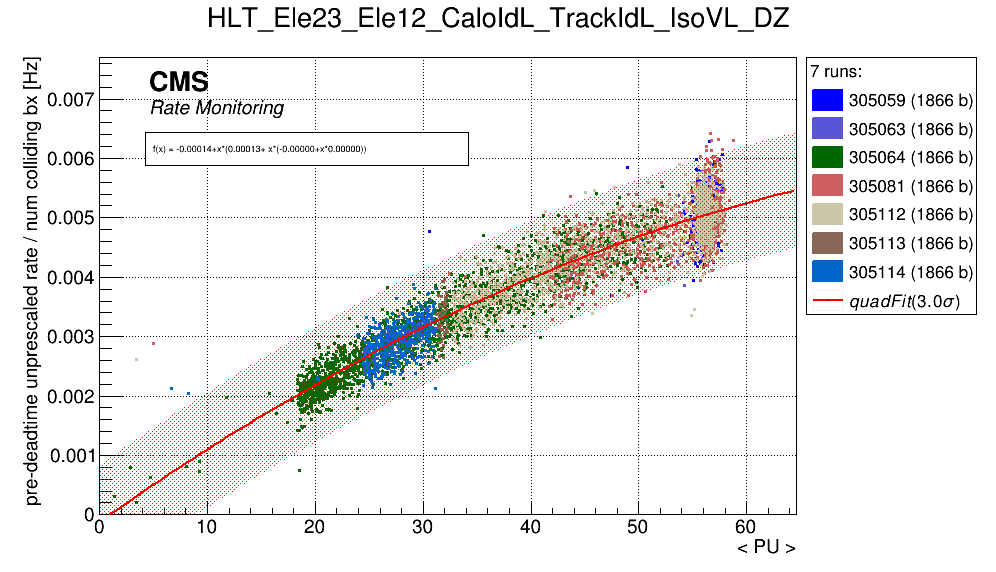 HLT_Ele23_Ele12_CaloIdL_TrackIdL_IsoVL_DZ
pre-deadtime unprescaled rate / num colliding bx [Hz]
CMS
Rate Monitoring
f(x) = -0.00014+x*(0.00013+ x*(-0.00000+x*0.00000))
0.007
0.006
0.005
0.004
0.003
0.002
0.001
0
0 10 20 30 40 50 60
< PU >
7 runs:
305059 (1866 b)
305063 (1866 b)
305064 (1866 b)
305081 (1866 b)
305112 (1866 b)
305113 (1866 b)
305114 (1866 b)
quadFit(3.0σ)